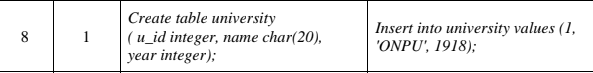 8
1
Create table university
( u_id integer, name char(20),
year integer);
Insert into university values (1,
'ONPU', 1918);